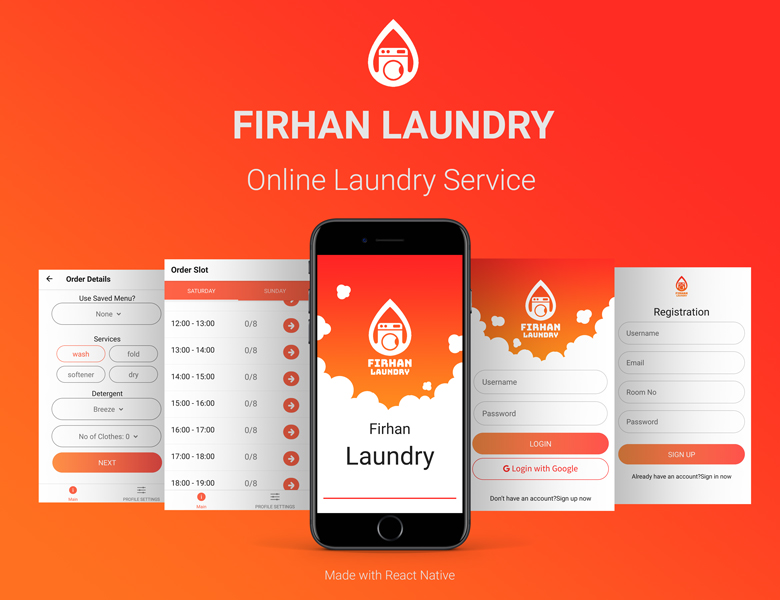 FIRHAN LAUNDRY
Online Laundry Service
Order Details
Use Saved Menu?
None
Services
wash
fold
softener
dry
Detergent
Breeze
No of Clothes: 0
NEXT
Main
PROFILE SETTINGS
Order Slot
SATURDAY
SUNDAY
12:00 - 13:00 0/8
13:00 - 14:00 0/8
14:00 - 15:00 0/8
15:00 - 16:00 0/8
16:00 - 17:00 0/8
17:00 - 18:00 0/8
18:00 - 19:00 0/8
Main
PROFILE SETTINGS
FIRHAN
LAUNDRY
Firhan
Laundry
FIRHAN
LAUNDRY
Username
Password
LOGIN
G Login with Google
Don't have an account?Sign up now
FIRHAN
LAUNDRY
Registration
Username
Email
Room No
Password
SIGN UP
Already have an account?Sign in now
Made with React Native